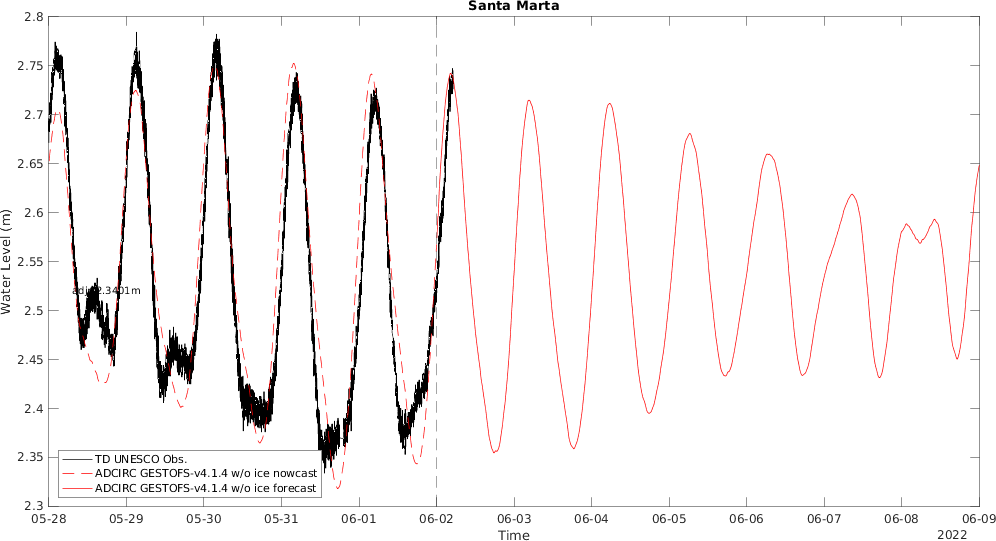 Santa Marta
2.8
2.75
2.7
2.65
2.6
2.55
2.5
2.45
2.4
2.35
2.3
Water Level (m)
2.3401m
TD UNESCO Obs.
ADCIRC GESTOFS-v4.1.4 w/o ice nowcast
ADCIRC GESTOFS-v4.1.4 w/o ice forecast
05-28 05-29 05-30 05-31 06-01 06-02 06-03 06-04 06-05 06-06 06-07 06-08 06-09
Time
2022